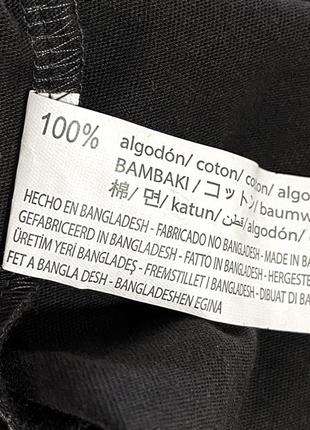 100% algodón/ coton/ coton/ algo
BAMBAKI / コットン/baumw
棉/ 면/ katun/ قطن/algodón/
HECHO EN BANGLADESH - FABRICADO NO BANGLADESH - MADE IN BA
GEFABRICEERD IN BANGLADESH - FATTO IN BANGLADESH - HERGESTE
ÜRETİM YERİ BANGLADEŞ - FREMSTILLET I BANGLADESH - DIBUAT DI BA
FET A BANGLA DESH - BANGLADESHEN EGINA